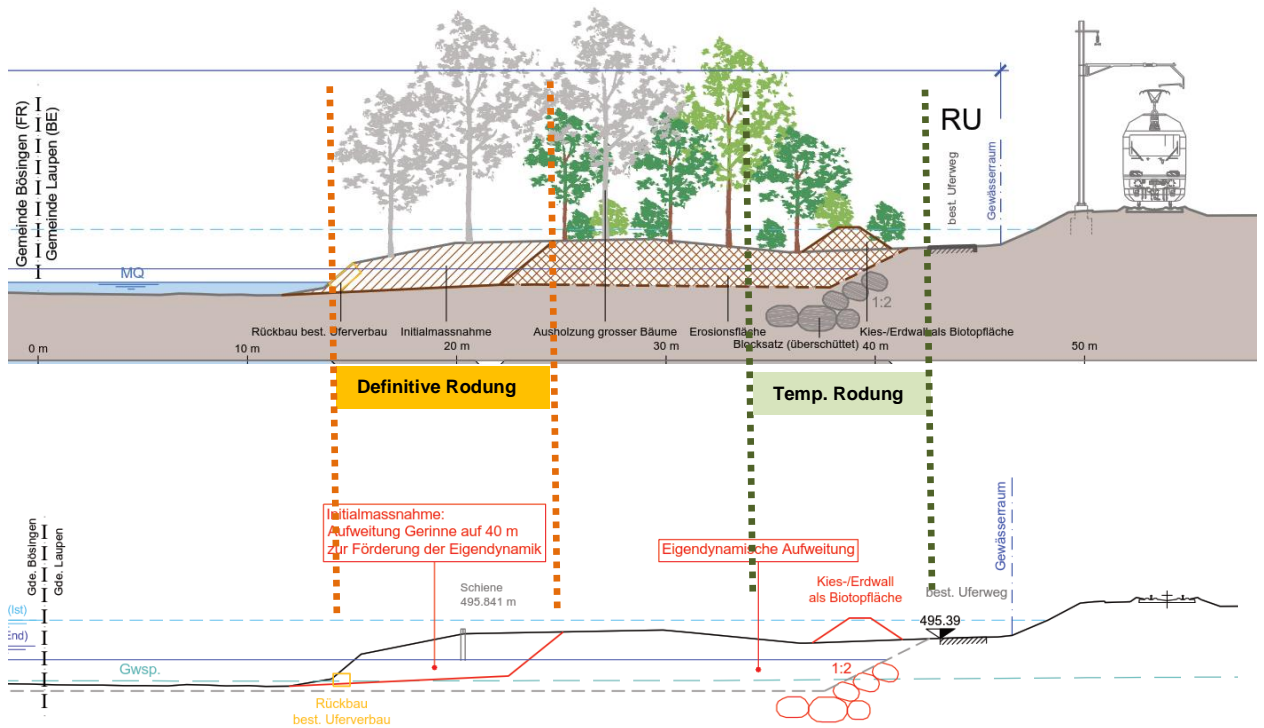 Gemeinde Bösingen (FR)
Gemeinde Laupen (BE)
RU
best. Uferweg
Gewässerraum
MQ
1:2
Rückbau best. Uferverbau
Initialmassnahme
Ausholzung grosser Bäume
Erosionsfläche
Kies-/Erdwall als Biotopfläche
Blocksatz (überschüttet)
0 m
10 m
20 m
30 m
40 m
50 m
Definitive Rodung
Temp. Rodung
Gde. Bösingen
Gde. Laupen
Initialmassnahme:
Aufweitung Gerinne auf 40 m
zur Förderung der Eigendynamik
Eigendynamische Aufweitung
Gewässerraum
Schiene
495.841 m
Kies-/Erdwall
als Biotopfläche
best. Uferweg
(Ist)
495.39
End)
Gwsp.
1:2
Rückbau
best. Uferverbau